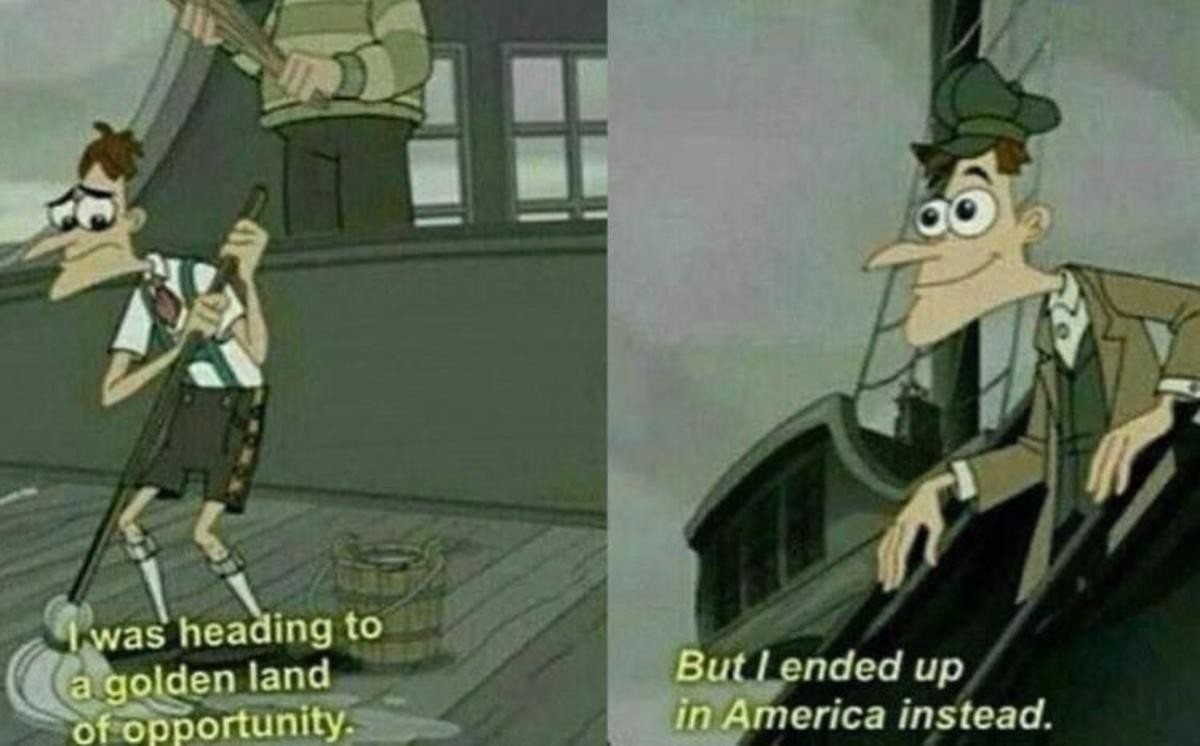 I was heading to
a golden land
of opportunity.
But I ended up
in America instead.